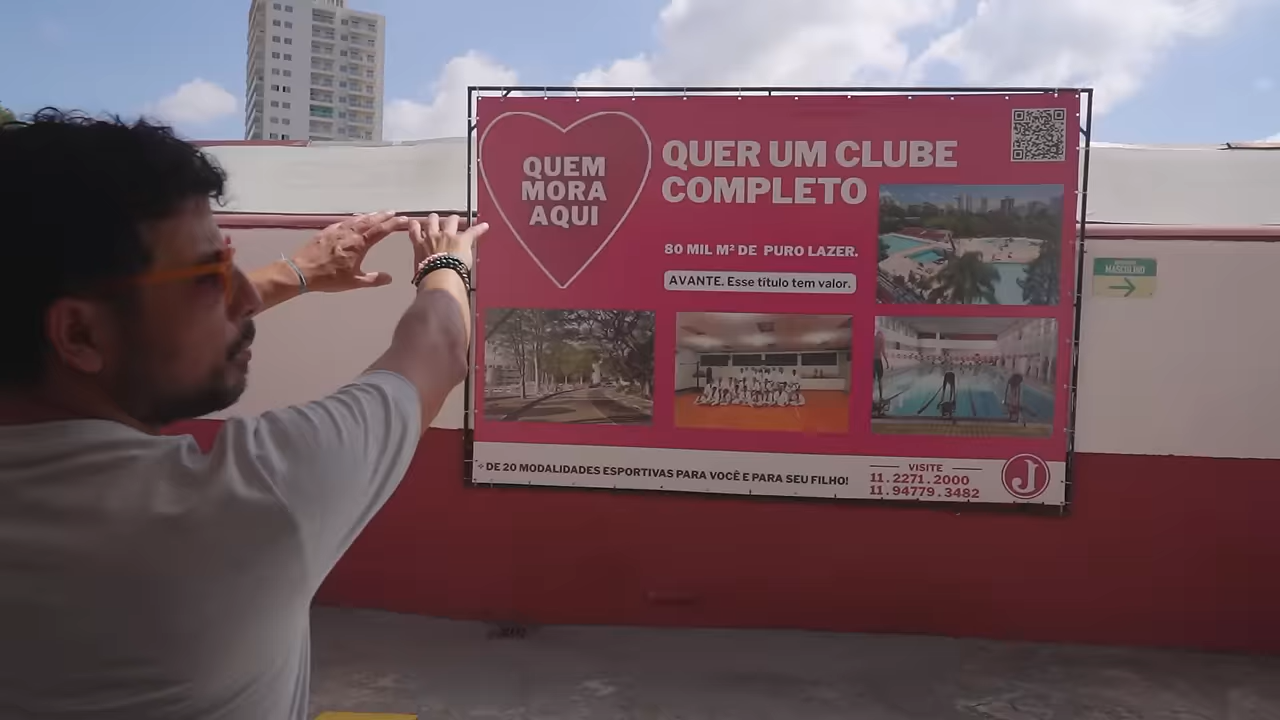 QUEM
MORA
AQUI
QUER UM CLUBE
COMPLETO
80 MIL M² DE PURO LAZER.
AVANTE. Esse título tem valor.
+ DE 20 MODALIDADES ESPORTIVAS PARA VOCÊ E PARA SEU FILHO!
VISITE
11.2271.2000
11.94779.3482
J
MASCULINO